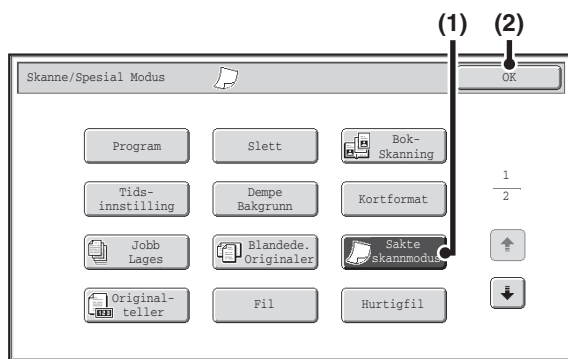 (1) (2)
Skanne/Spesial Modus OK
Program Slett Bok-
Skanning
Tids-
innstilling Dempe
Bakgrunn Kortformat
1
2
Jobb
Lages Blandede.
Originaler Sakte
skannmodus
Original-
teller
123
Fil Hurtigfil